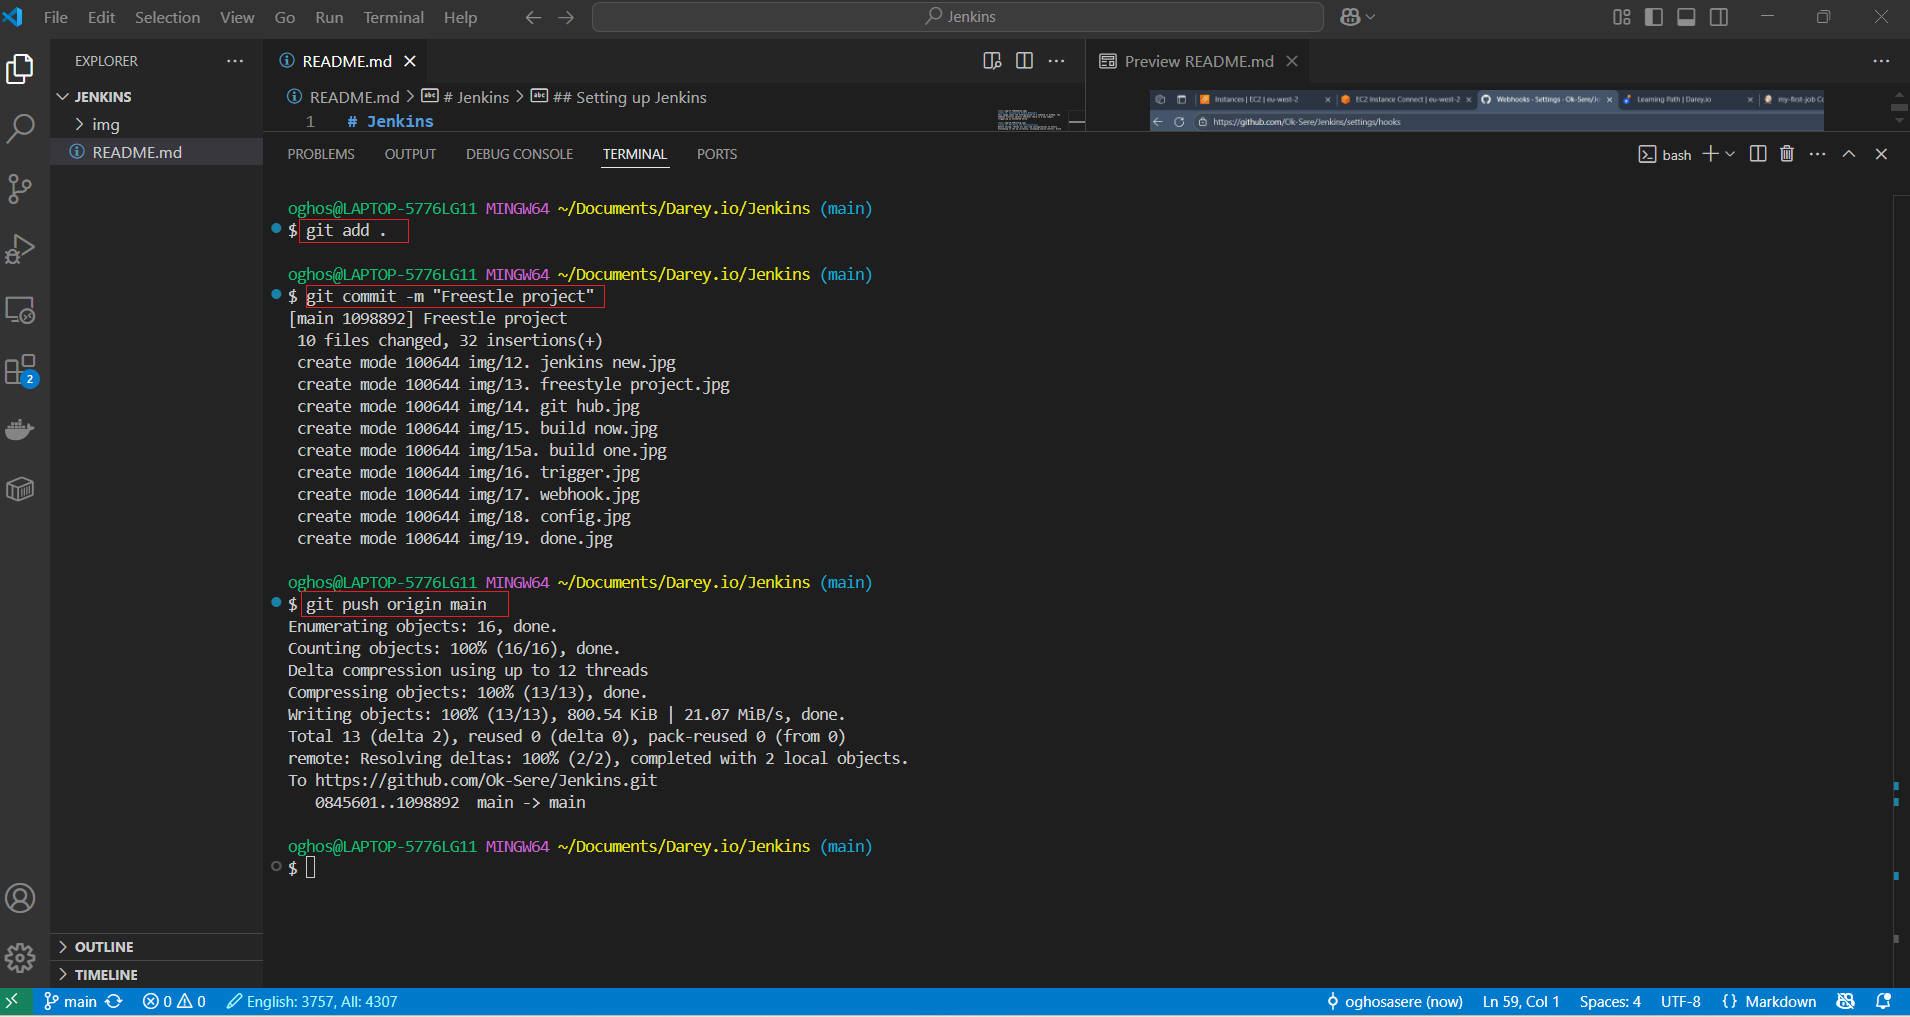 File Edit Selection View Go Run Terminal Help
Jenkins
EXPLORER
README.md
Preview README.md
JENKINS
img
README.md
README.md > # Jenkins > ## Setting up Jenkins
1 # Jenkins
Instances | EC2 | eu-west-2
EC2 Instance Connect | eu-west-2
Webhooks - Settings - Ok-Sere/Je
Learning Path | Darey.io
my-first-job Co
https://github.com/Ok-Sere/Jenkins/settings/hooks
PROBLEMS OUTPUT DEBUG CONSOLE TERMINAL PORTS
bash
oghos@LAPTOP-5776LG11 MINGW64 ~/Documents/Darey.io/Jenkins (main)
$ git add .
oghos@LAPTOP-5776LG11 MINGW64 ~/Documents/Darey.io/Jenkins (main)
$ git commit -m "Freestle project"
[main 1098892] Freestle project
10 files changed, 32 insertions(+)
create mode 100644 img/12. jenkins new.jpg
create mode 100644 img/13. freestyle project.jpg
create mode 100644 img/14. git hub.jpg
create mode 100644 img/15. build now.jpg
create mode 100644 img/15a. build one.jpg
create mode 100644 img/16. trigger.jpg
create mode 100644 img/17. webhook.jpg
create mode 100644 img/18. config.jpg
create mode 100644 img/19. done.jpg
oghos@LAPTOP-5776LG11 MINGW64 ~/Documents/Darey.io/Jenkins (main)
$ git push origin main
Enumerating objects: 16, done.
Counting objects: 100% (16/16), done.
Delta compression using up to 12 threads
Compressing objects: 100% (13/13), done.
Writing objects: 100% (13/13), 800.54 KiB | 21.07 MiB/s, done.
Total 13 (delta 2), reused 0 (delta 0), pack-reused 0 (from 0)
remote: Resolving deltas: 100% (2/2), completed with 2 local objects.
To https://github.com/Ok-Sere/Jenkins.git
0845601..1098892 main -> main
oghos@LAPTOP-5776LG11 MINGW64 ~/Documents/Darey.io/Jenkins (main)
$
2
OUTLINE
TIMELINE
main 0 0 English: 3757, All: 4307 oghosasere (now) Ln 59, Col 1 Spaces: 4 UTF-8 {} Markdown